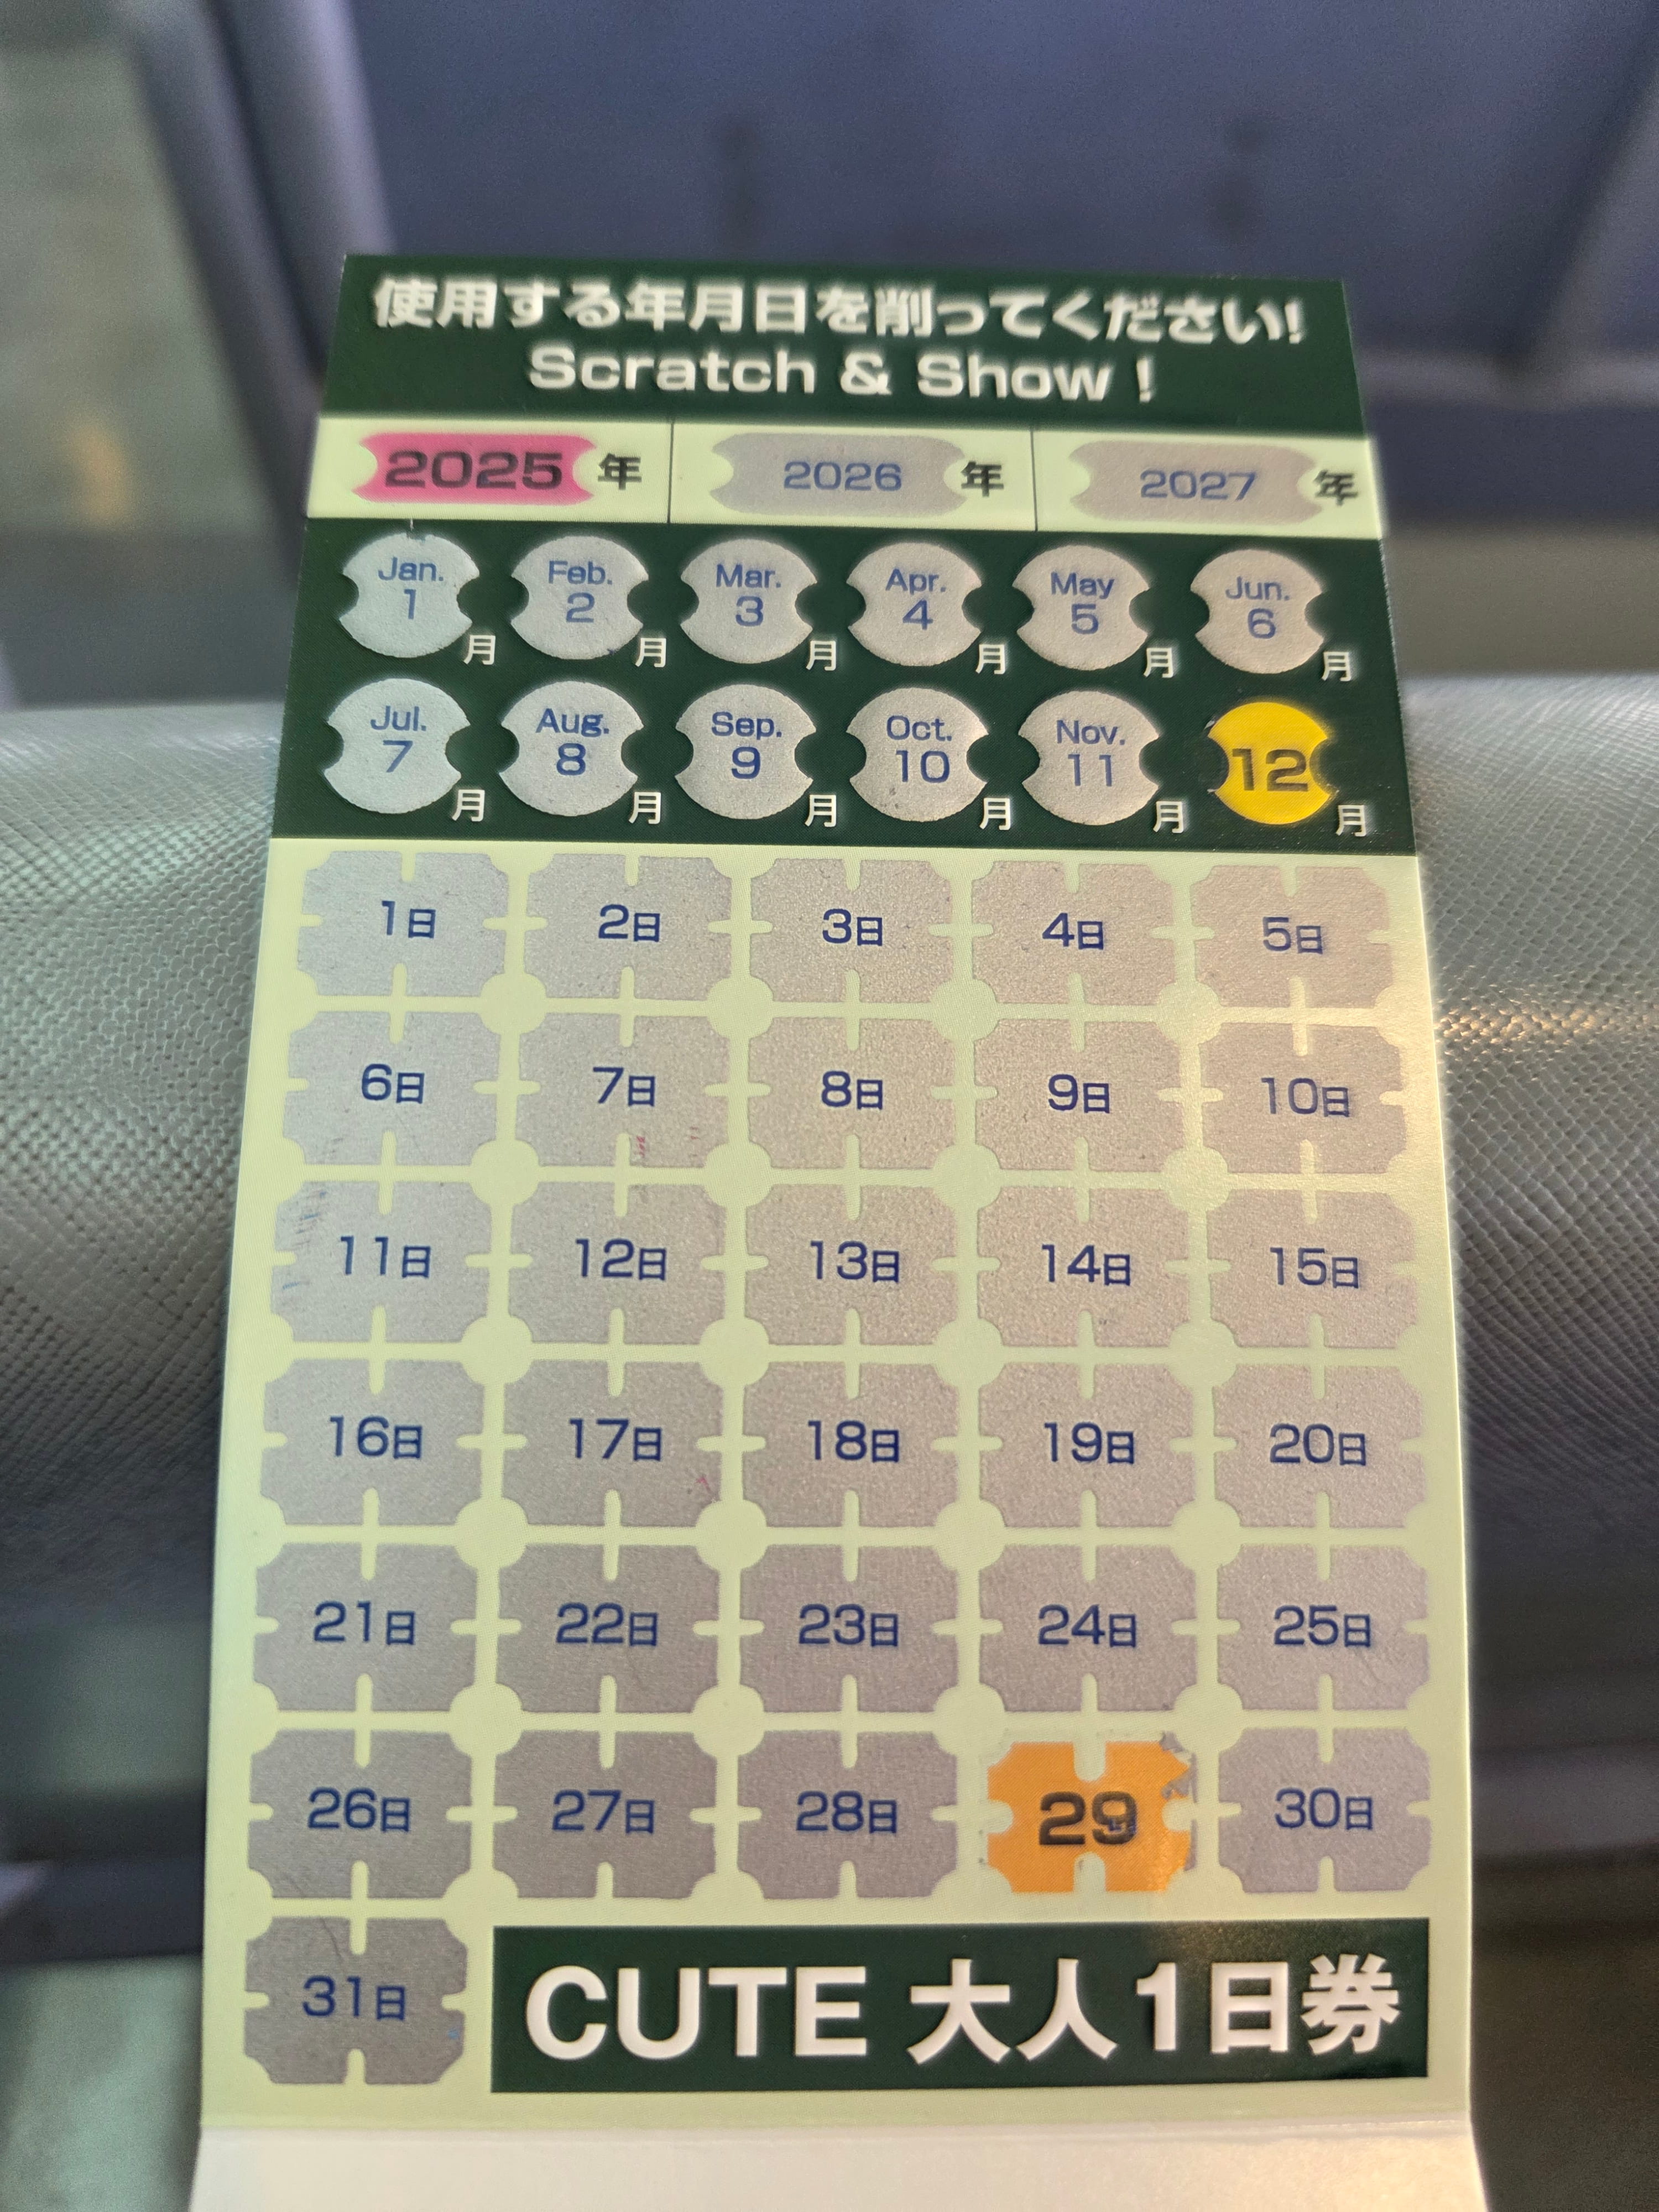 使用する年月日を削ってください!
Scratch & Show !
2025 年 2026 年 2027 年
Jan. Feb. Mar. Apr. May Jun.
1月 2月 3月 4月 5月 6月
Jul. Aug. Sep. Oct. Nov.
7月 8月 9月 10月 11月 12月
1日 2日 3日 4日 5日
6日 7日 8日 9日 10日
11日 12日 13日 14日 15日
16日 17日 18日 19日 20日
21日 22日 23日 24日 25日
26日 27日 28日 29 30日
31日 CUTE 大人1日券